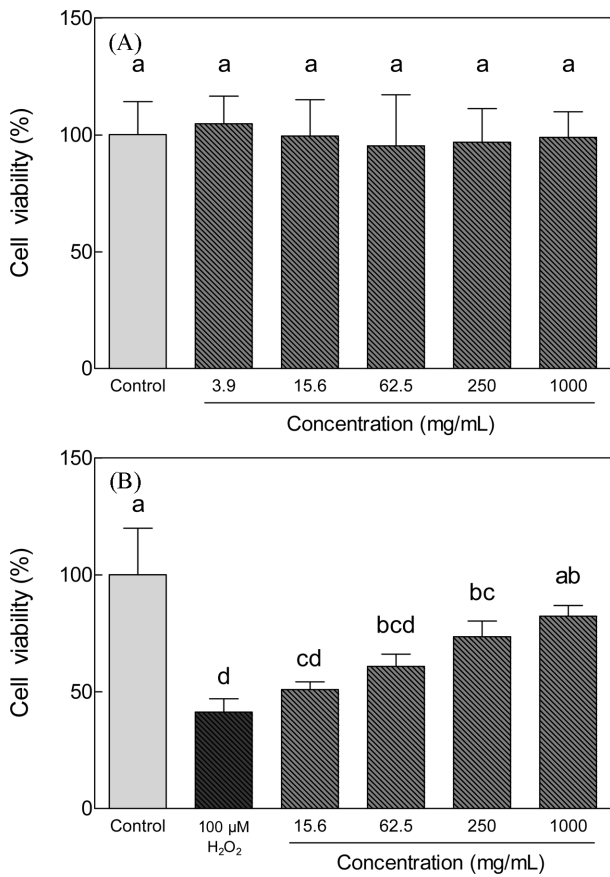 150
(A)
a a a a a a
100
Cell viability (%)
50
0
Control 3.9 15.6 62.5 250 1000
Concentration (mg/mL)
150
(B)
a
ab
bc
bcd
cd
d
100
Cell viability (%)
50
0
Control 100 µM 15.6 62.5 250 1000
H₂O₂
Concentration (mg/mL)